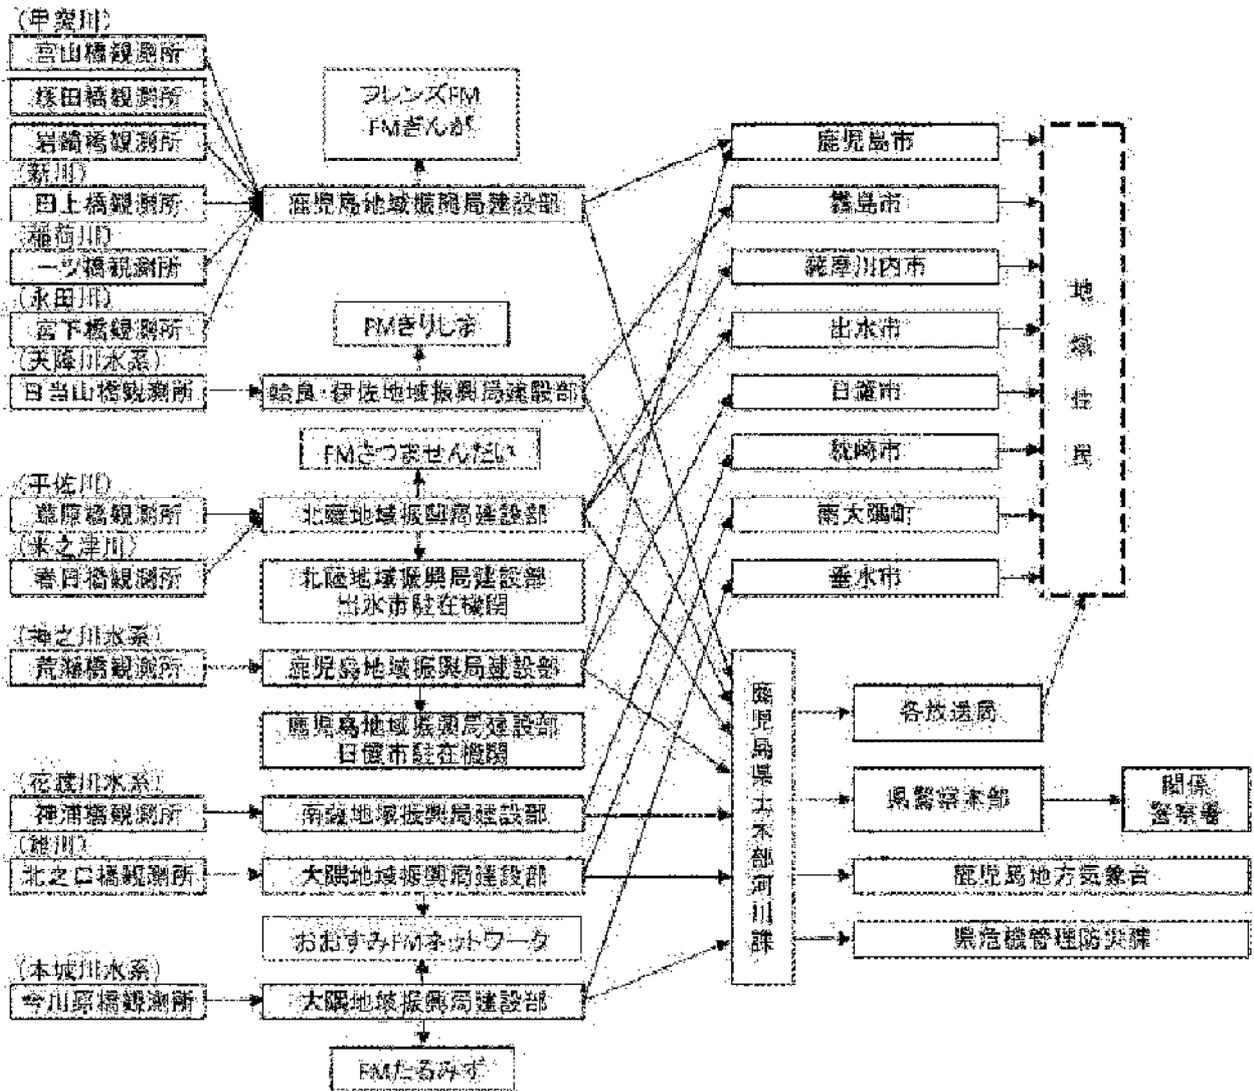 (甲突川)
宮山橋観測所
塚田橋観測所
岩崎橋観測所
(新川)
田上橋観測所
(稲荷川)
一ツ橋観測所
(永田川)
宮下橋観測所
(天降川水系)
日当山橋観測所
(平佐川)
橋観測所
(米之津川)
春日橋観測所
(神之川水系)
荒瀬橋観測所
(花渡川水系)
神浦橋観測所
(雄川)
北之口橋観測所
(本城川水系)
今川原橋観測所
フレンズFM
FMぎんが
鹿児島地域振興局建設部
FMきりしま
姶良・伊佐地域振興局建設部
FMさつませんだい
北薩地域振興局建設部
北薩地域振興局建設部
出水市駐在機関
鹿児島地域振興局建設部
鹿児島地域振興局建設部
日置市駐在機関
南薩地域振興局建設部
大隅地域振興局建設部
おおすみFMネットワーク
大隅地域振興局建設部
FMたるみず
鹿児島市
霧島市
薩摩川内市
出水市
日置市
枕崎市
南大隅町
垂水市
地域住民
鹿児島県土木部河川課
各放送局
県警察本部
関係
警察署
鹿児島地方気象台
県危機管理防災課